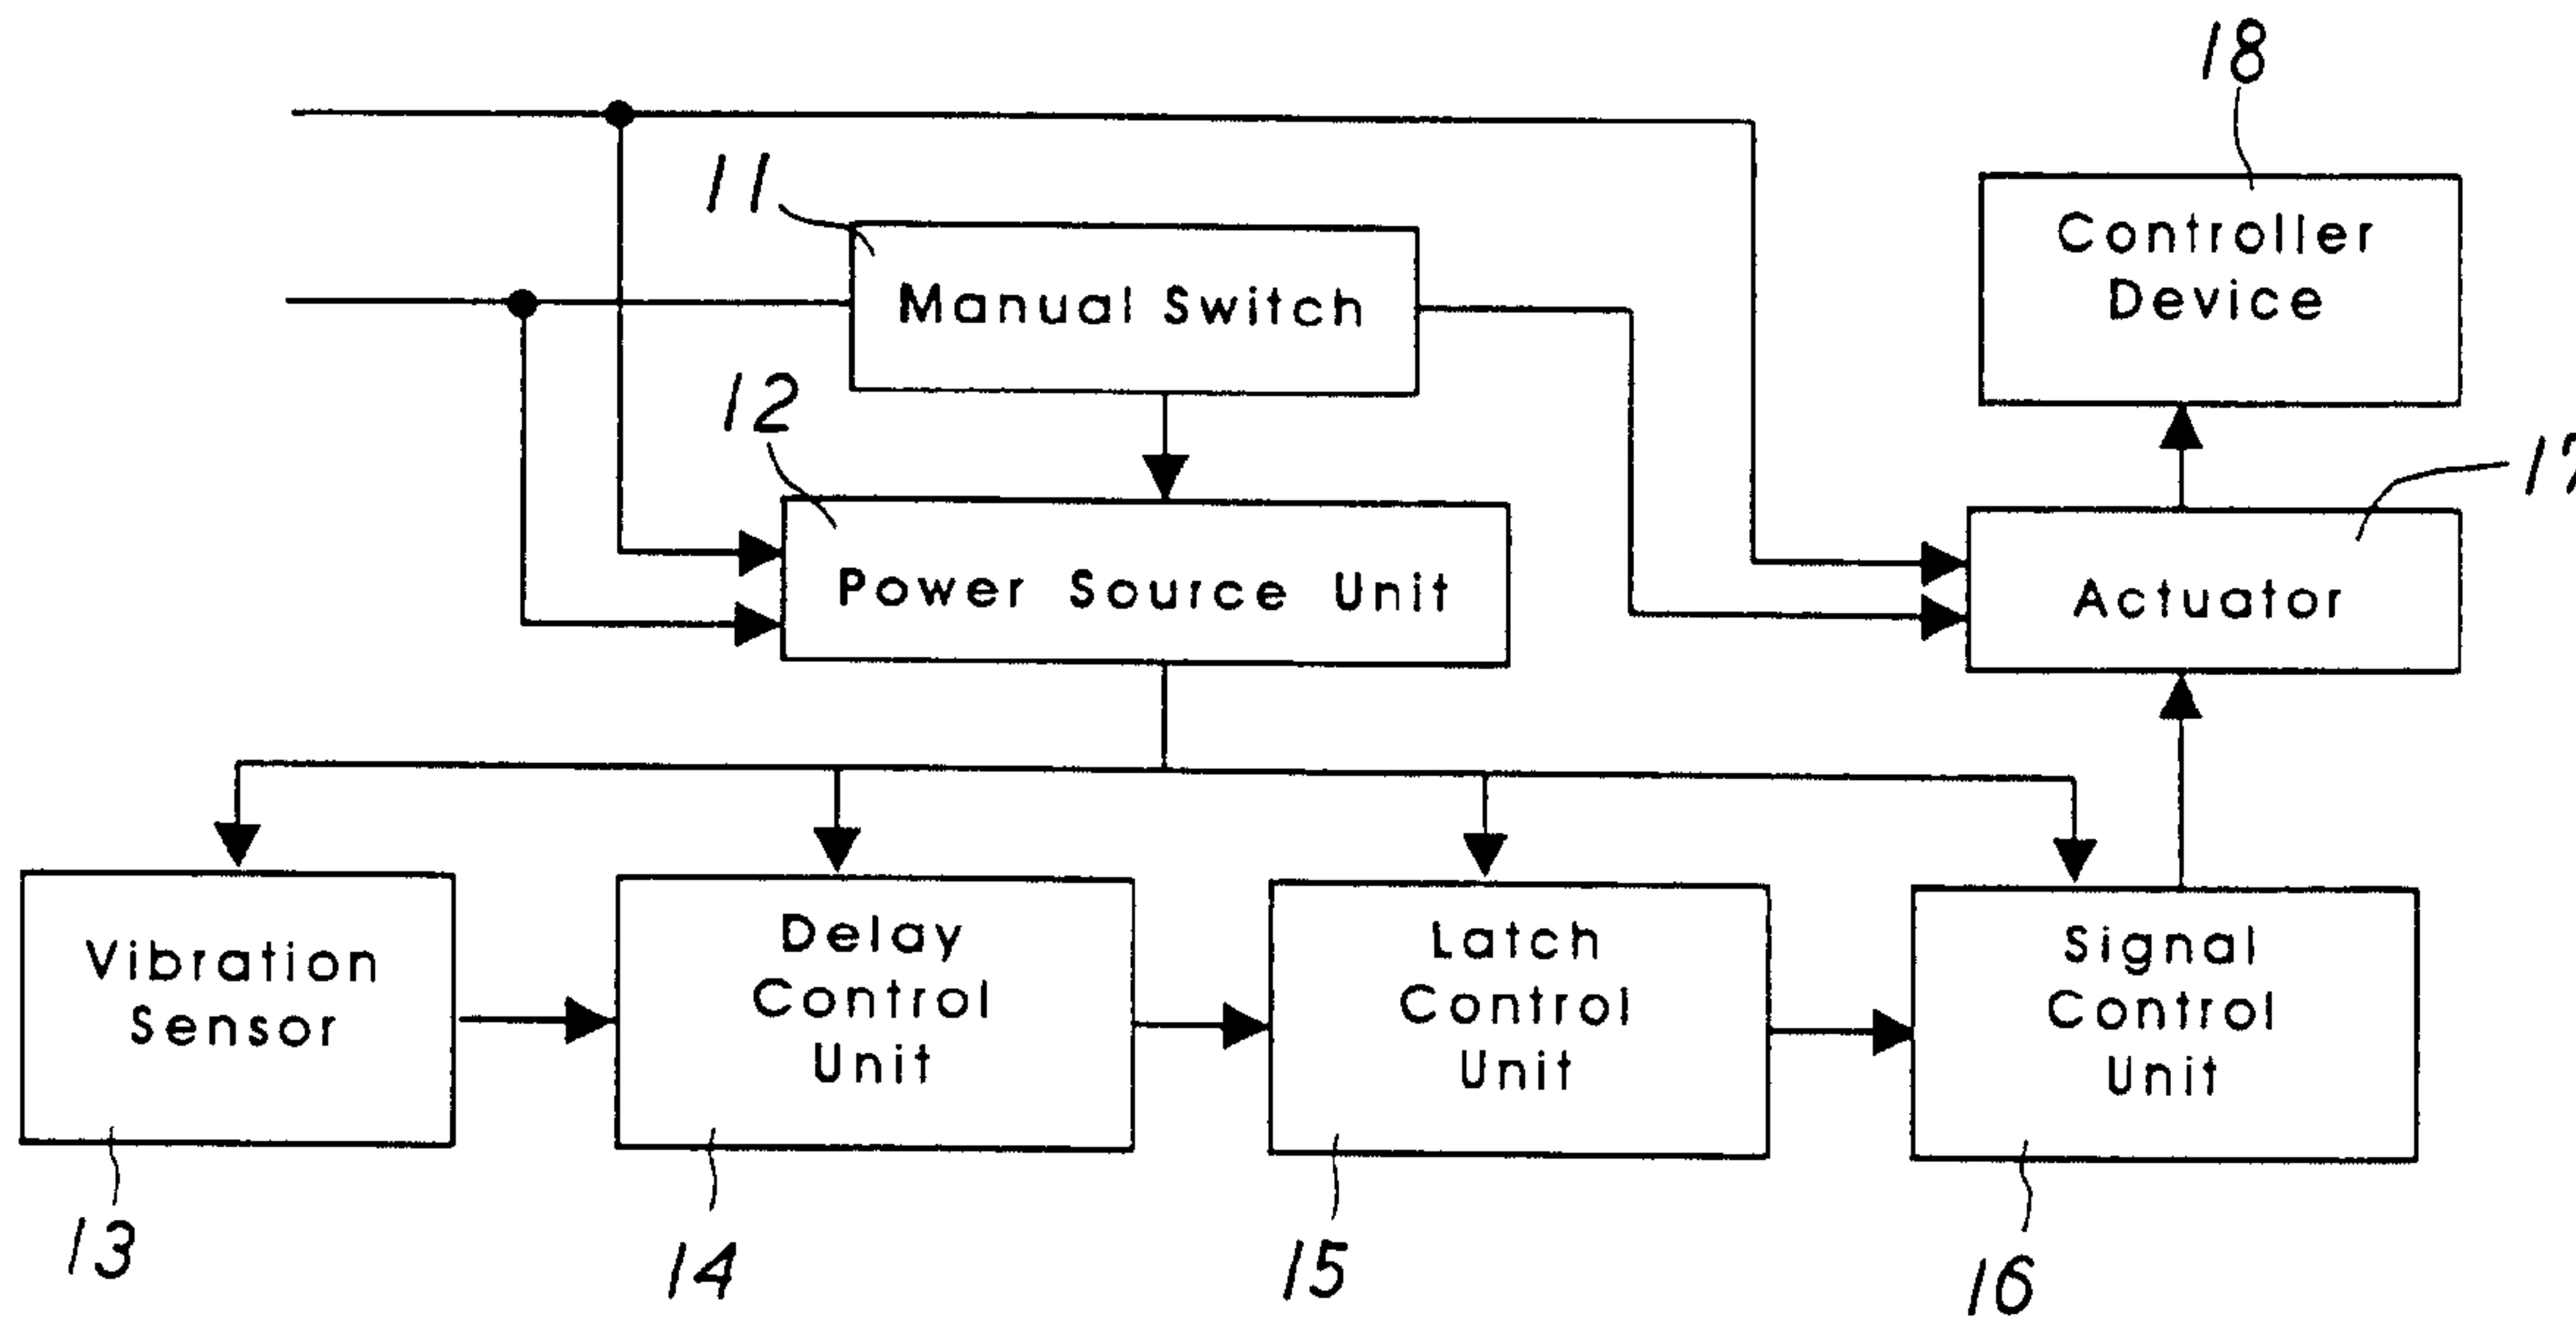 18
11
Controller
Device
Manual Switch
12
17
Power Source Unit
Actuator
Vibration
Sensor
Delay
Control
Unit
Latch
Control
Unit
Signal
Control
Unit
13
14
15
16